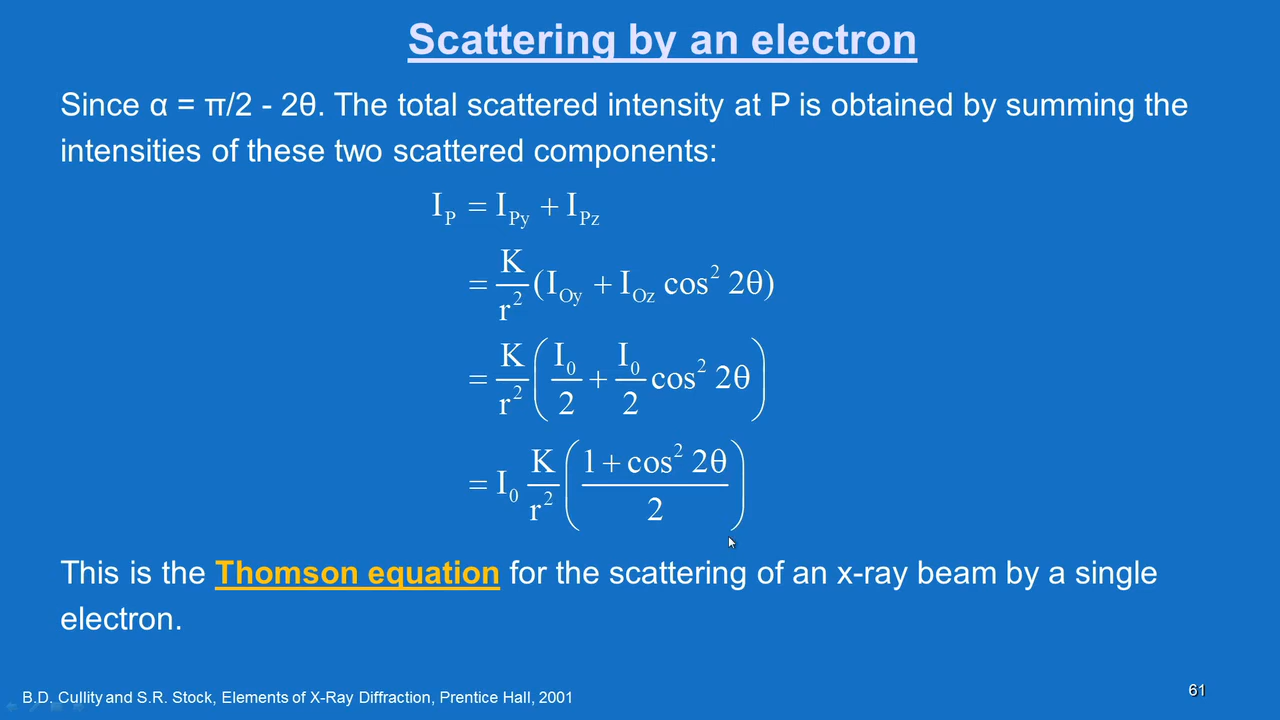 Scattering by an electron
Since α = π/2 - 2θ. The total scattered intensity at P is obtained by summing the
intensities of these two scattered components:
I_P = I_Py + I_Pz
= K/r² (I_Oy + I_Oz cos² 2θ)
= K/r² (I_0/2 + I_0/2 cos² 2θ)
= I_0 K/r² ((1 + cos² 2θ)/2)
This is the Thomson equation for the scattering of an x-ray beam by a single
electron.
B.D. Cullity and S.R. Stock, Elements of X-Ray Diffraction, Prentice Hall, 2001
61